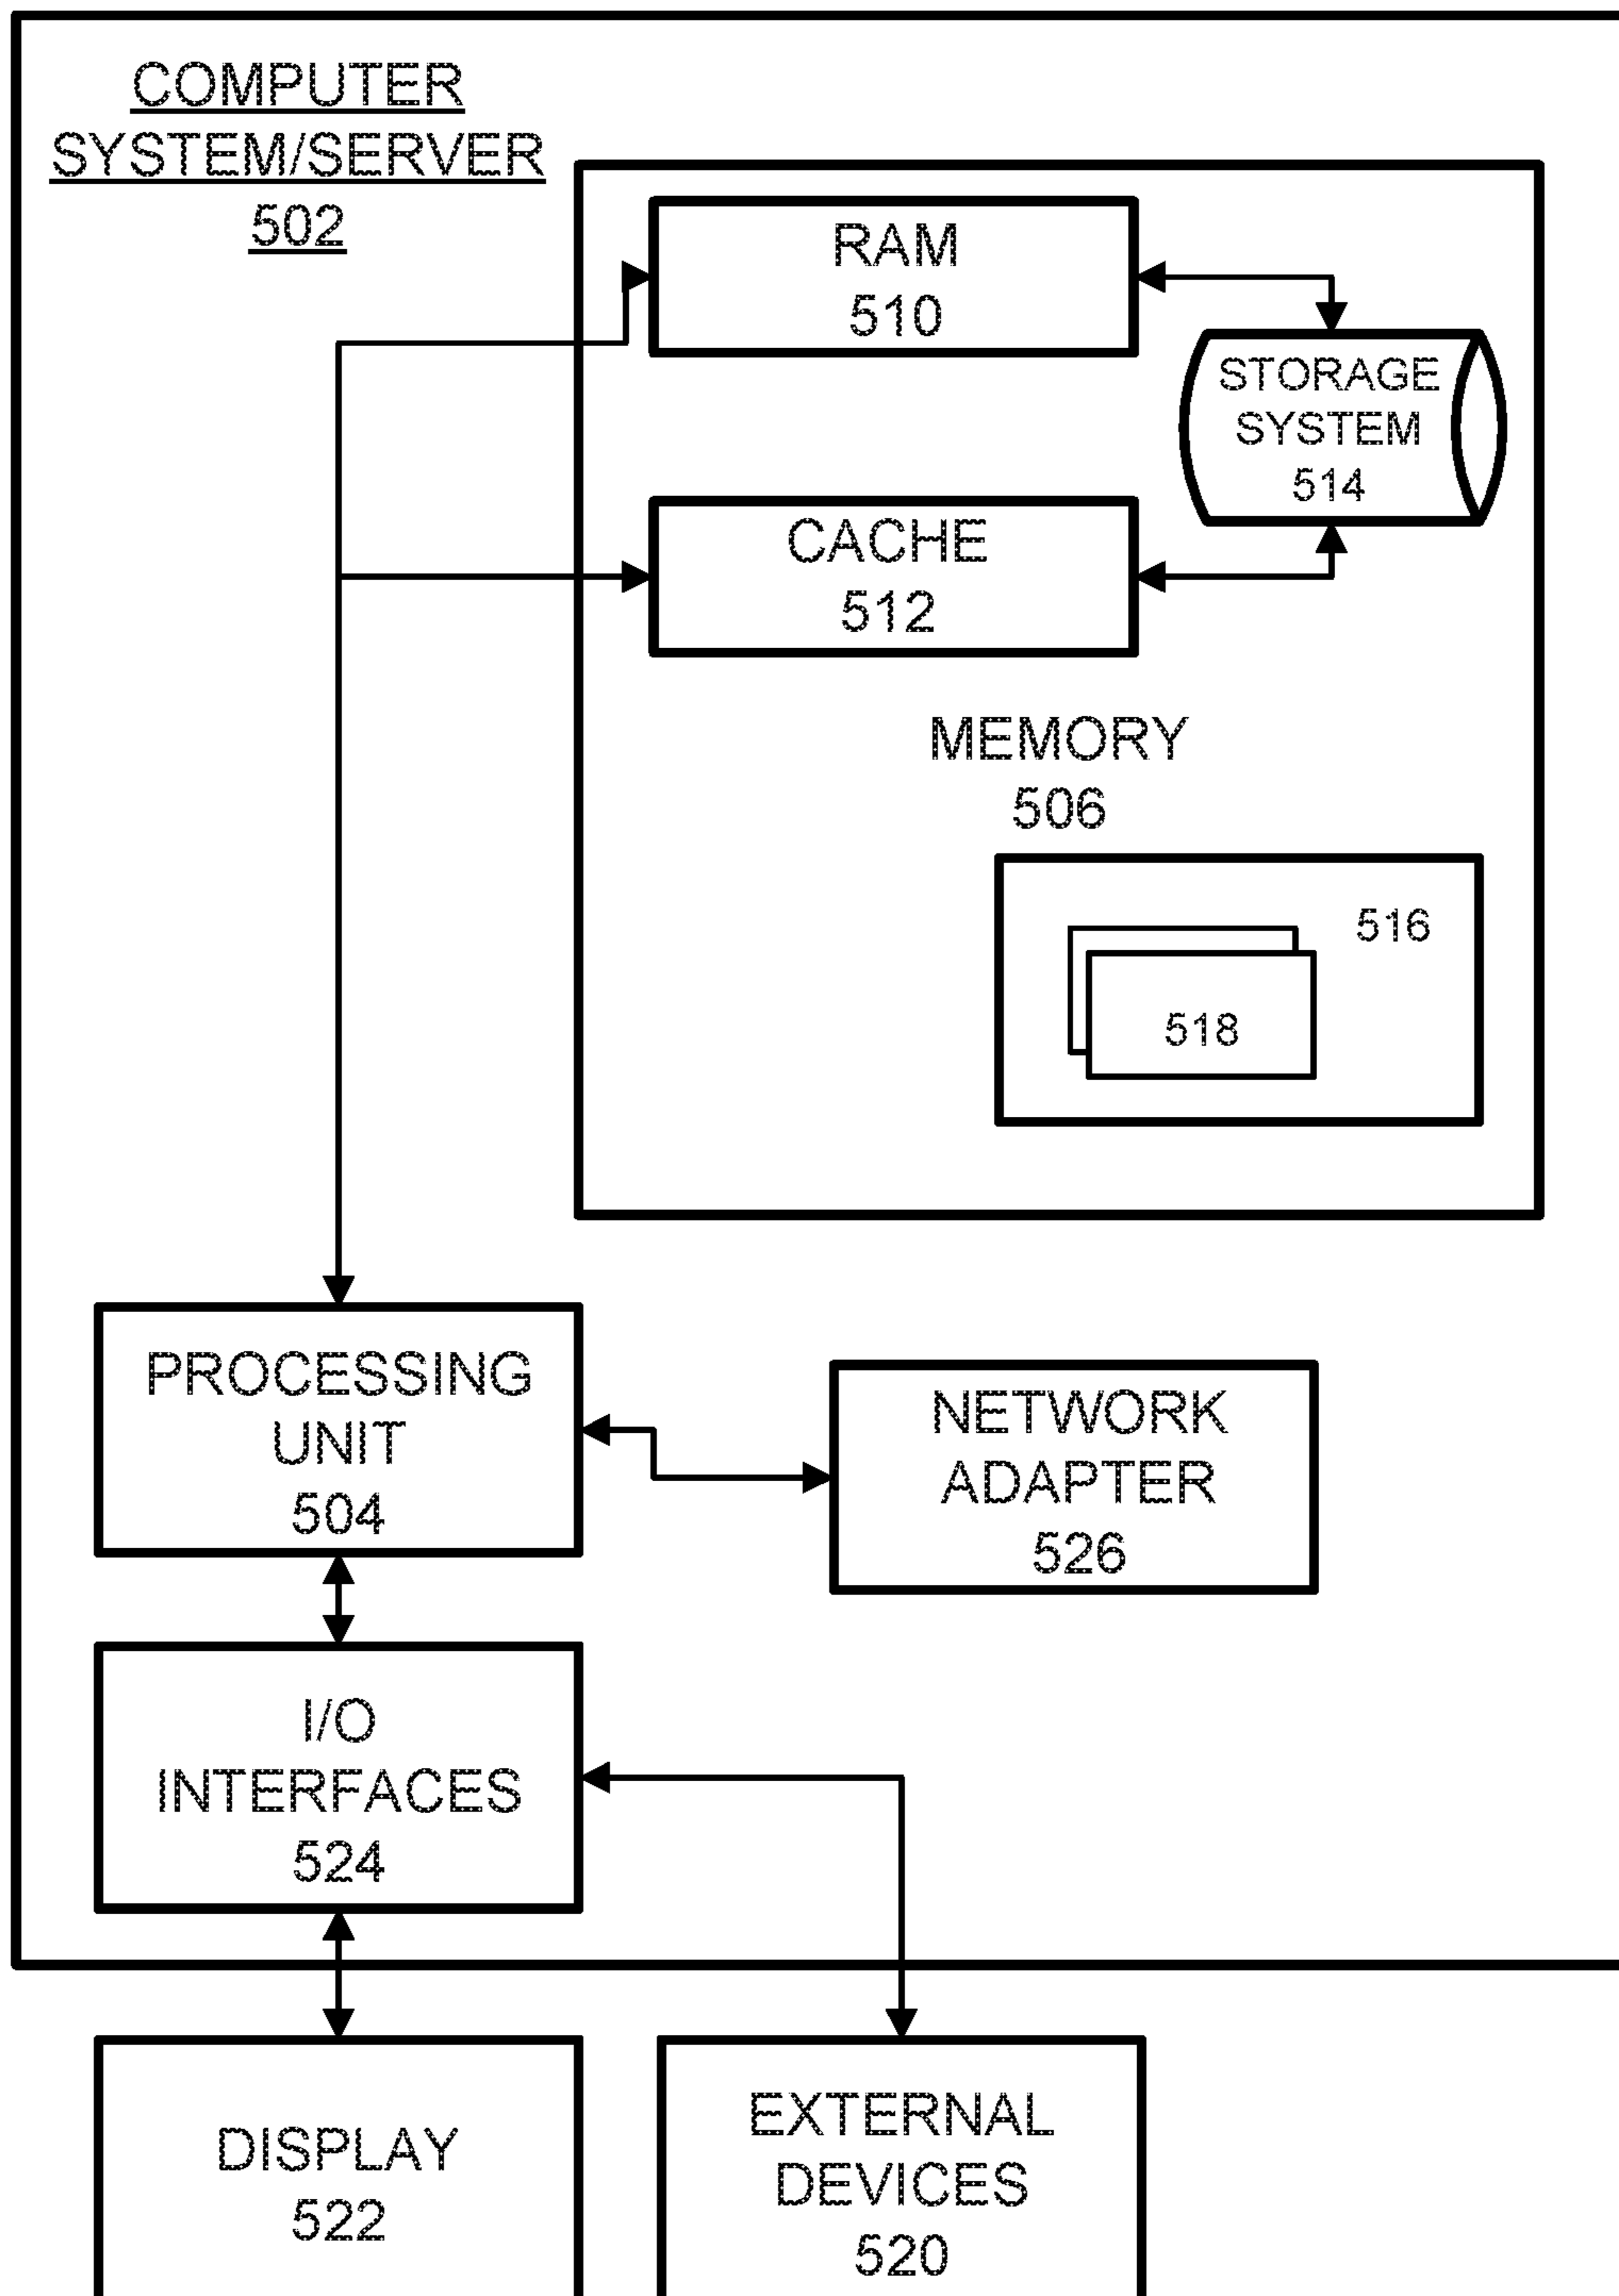 COMPUTER
SYSTEM/SERVER
502
RAM
510
STORAGE
SYSTEM
514
CACHE
512
MEMORY
506
516
518
PROCESSING
UNIT
504
NETWORK
ADAPTER
526
I/O
INTERFACES
524
DISPLAY
522
EXTERNAL
DEVICES
520